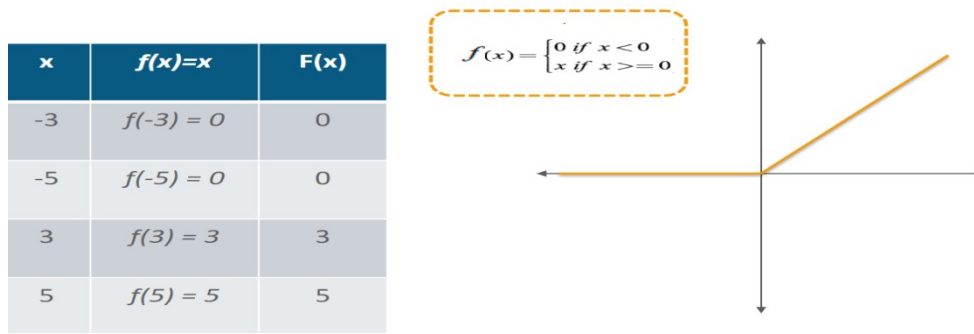 x f(x)=x F(x)
-3 f(-3) = 0 0
-5 f(-5) = 0 0
3 f(3) = 3 3
5 f(5) = 5 5
f(x) = {0 if x < 0
x if x >= 0